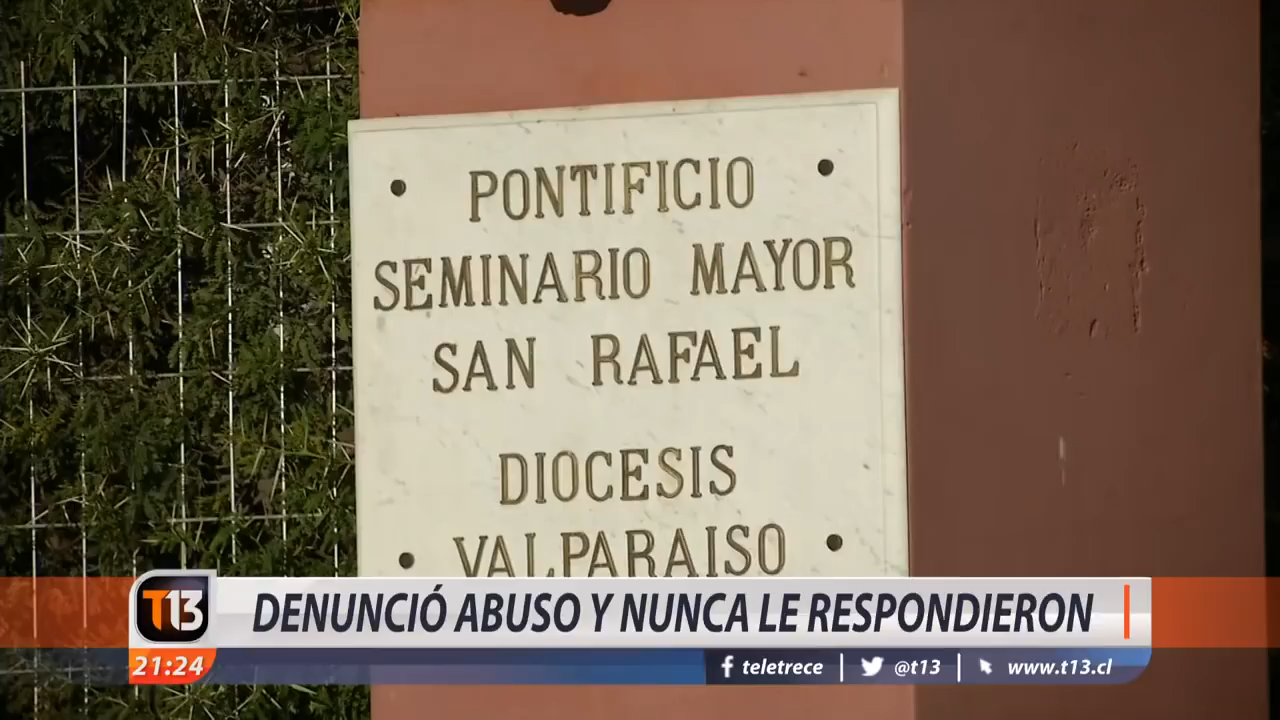 PONTIFICIO
SEMINARIO MAYOR
SAN RAFAEL
DIOCESIS
VALPARAISO
T13
DENUNCIÓ ABUSO Y NUNCA LE RESPONDIERON
21:24
teletrece @t13 www.t13.cl